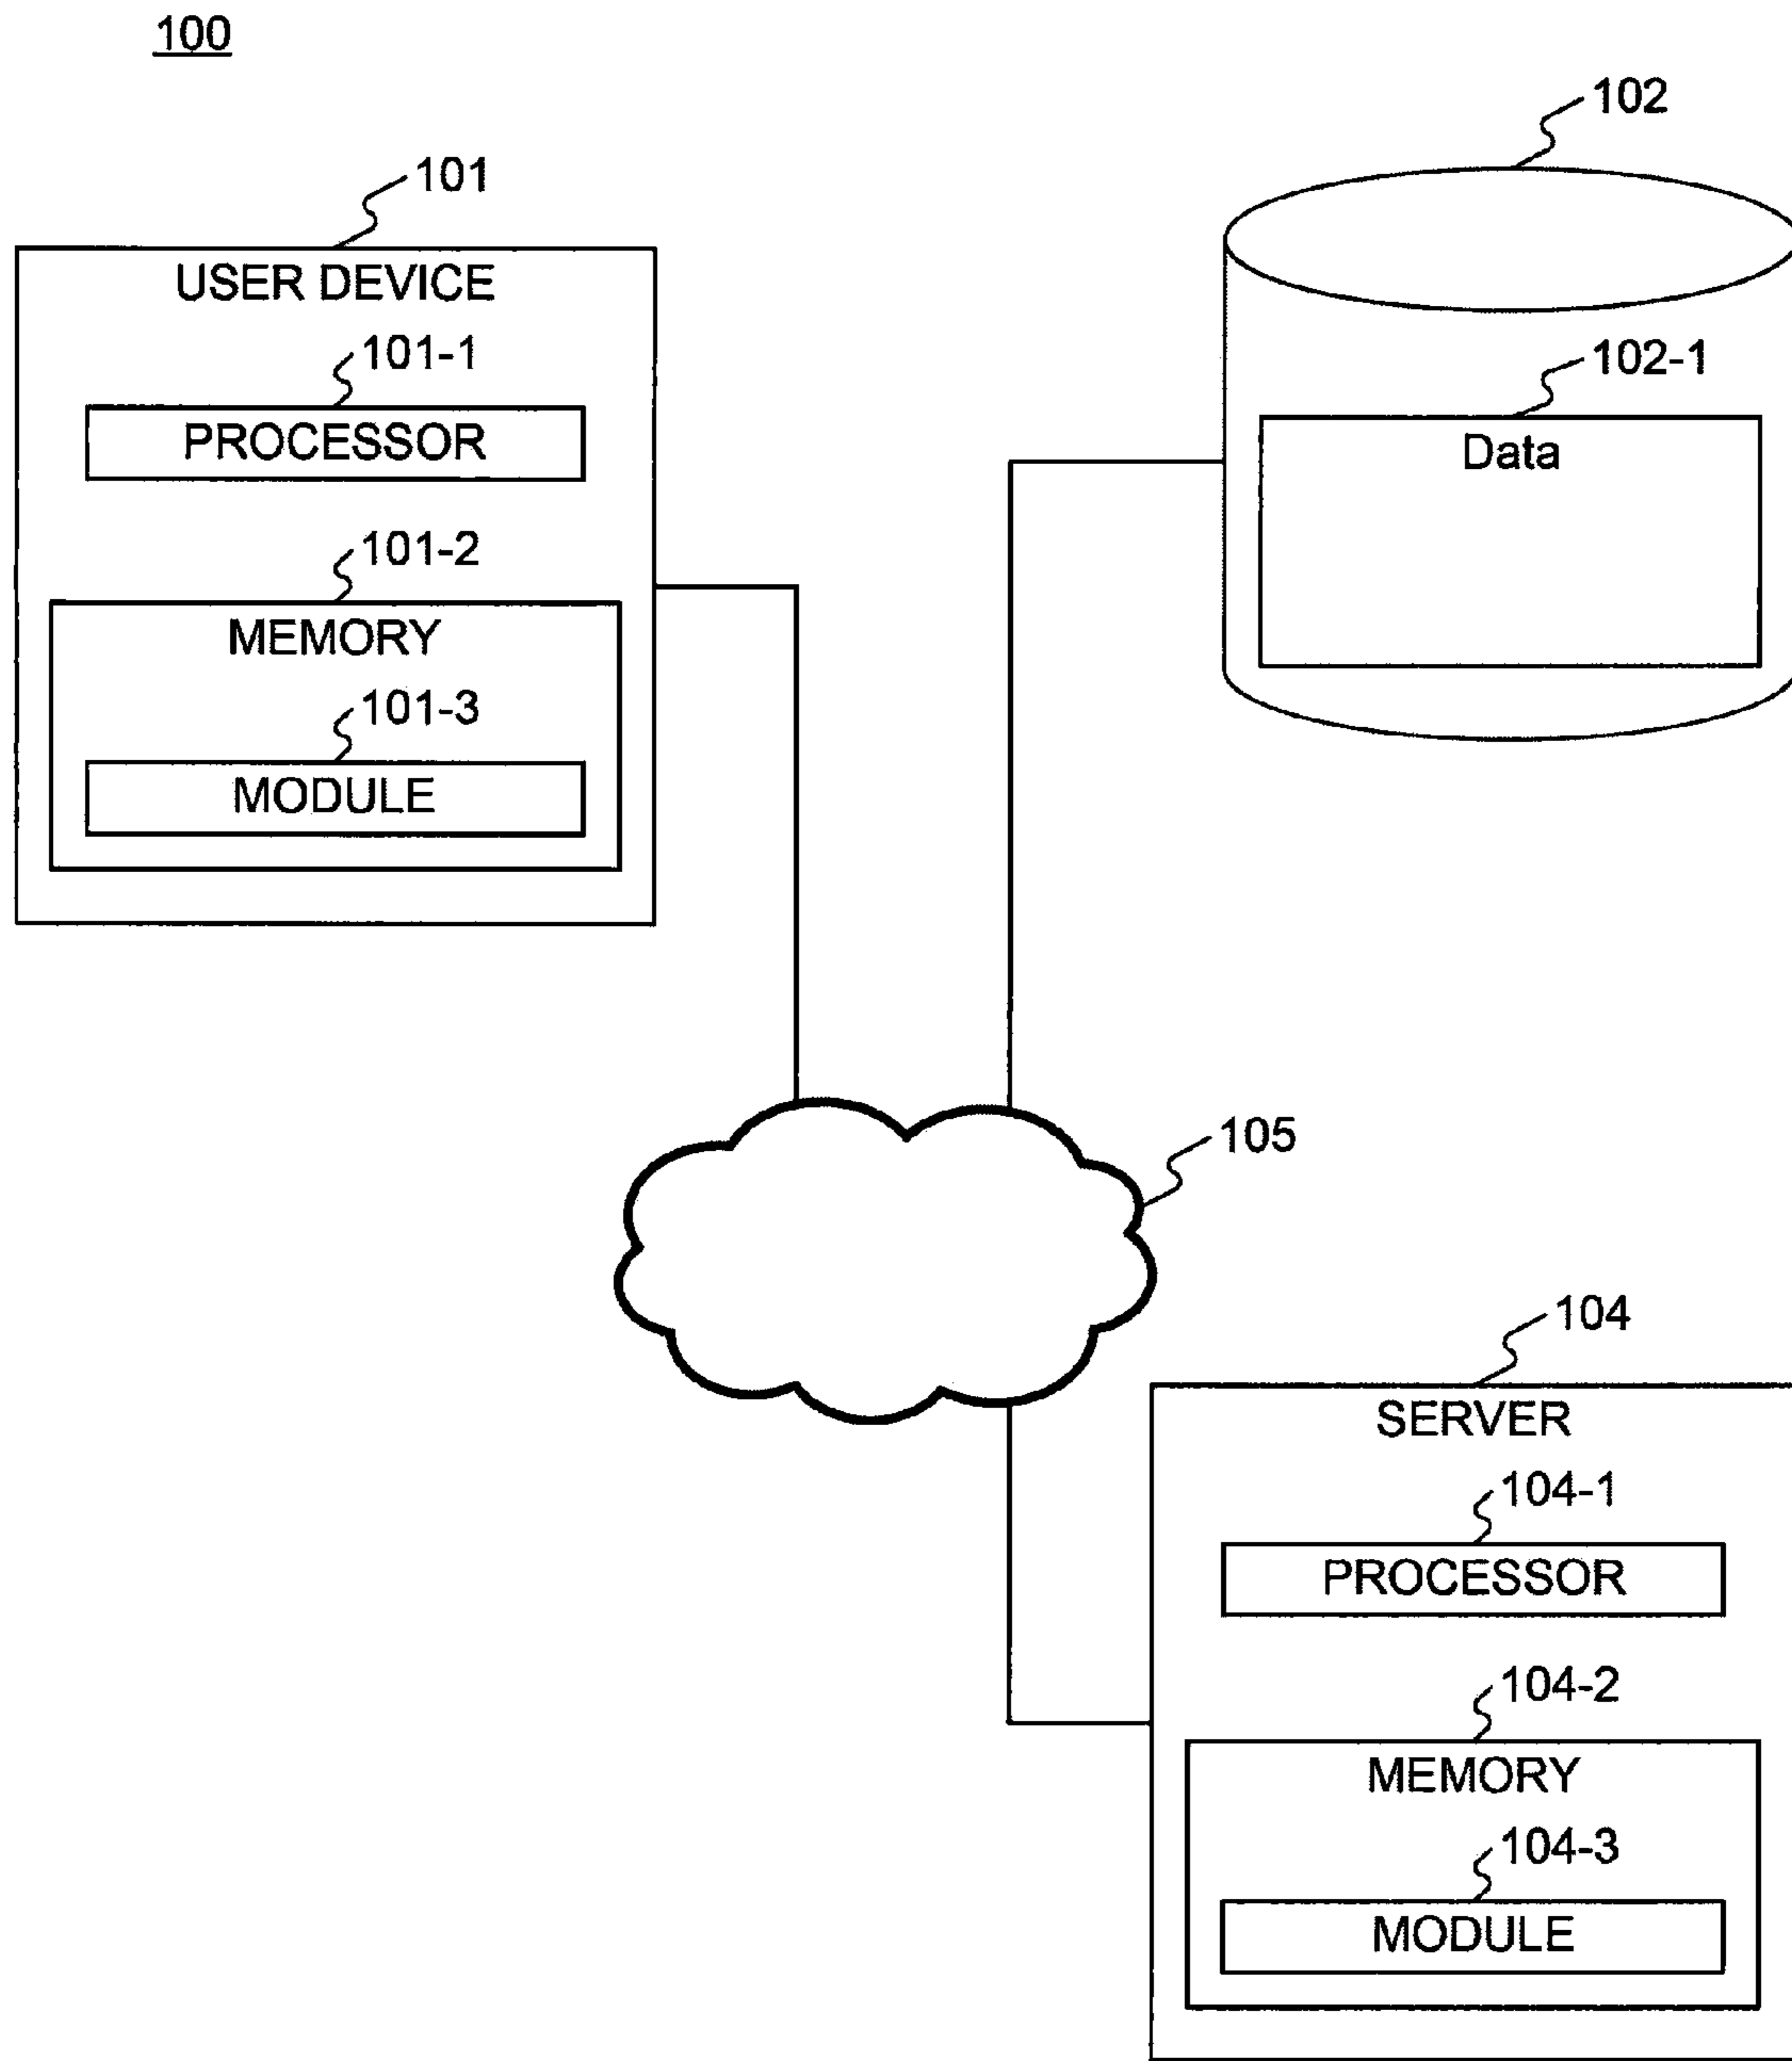 100
102
101
USER DEVICE
101-1
PROCESSOR
102-1
Data
101-2
MEMORY
101-3
MODULE
105
104
SERVER
104-1
PROCESSOR
104-2
MEMORY
104-3
MODULE